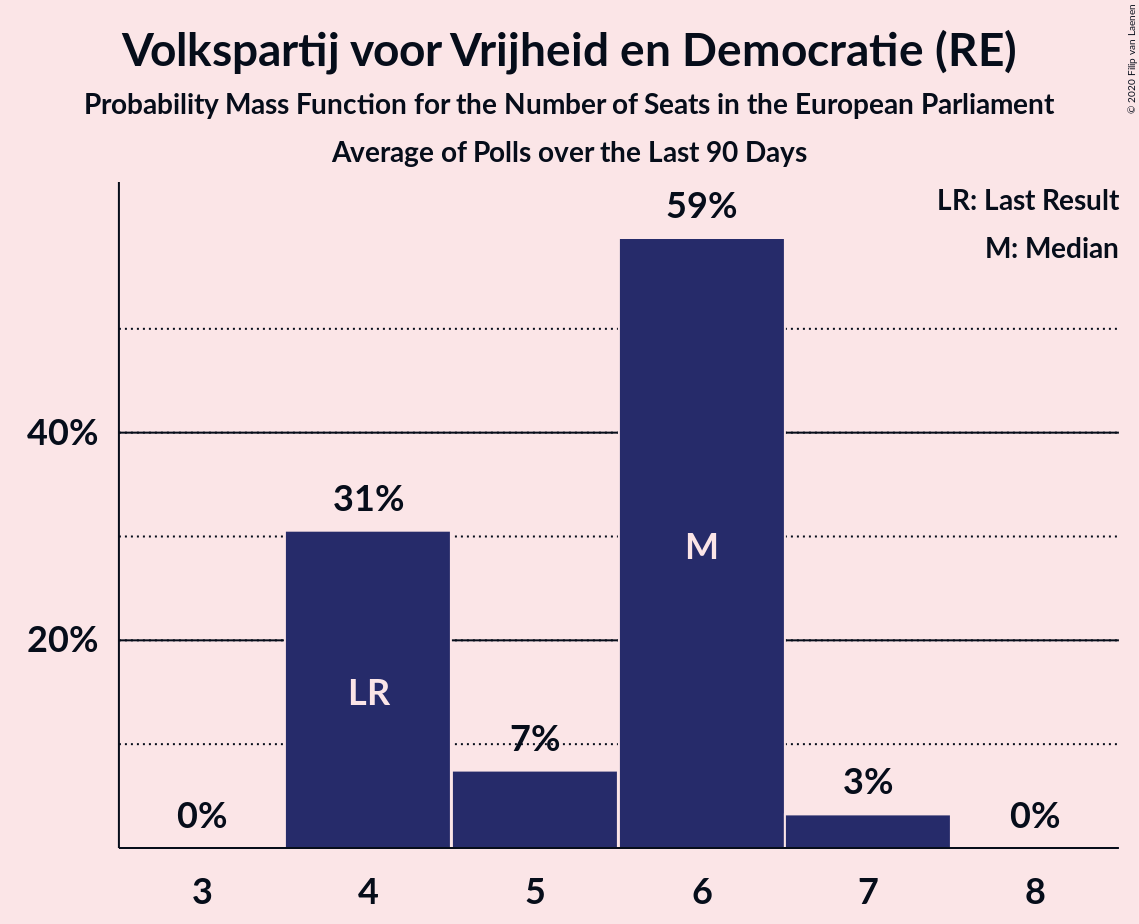 Volkspartij voor Vrijheid en Democratie (RE)
Probability Mass Function for the Number of Seats in the European Parliament
Average of Polls over the Last 90 Days
© 2020 Filip van Laenen
LR: Last Result
M: Median
59%
40%
31%
M
20%
LR
7%
3%
0%
0%
3 4 5 6 7 8